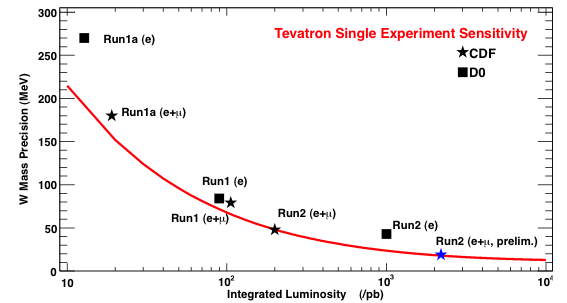 Tevatron Single Experiment Sensitivity
CDF
D0
W Mass Precision (MeV)
300
250
200
150
100
50
0
Run1a (e)
Run1a (e+μ)
Run1 (e)
Run1 (e+μ)
Run2 (e+μ)
Run2 (e)
Run2 (e+μ, prelim.)
10
10²
10³
Integrated Luminosity (/pb)